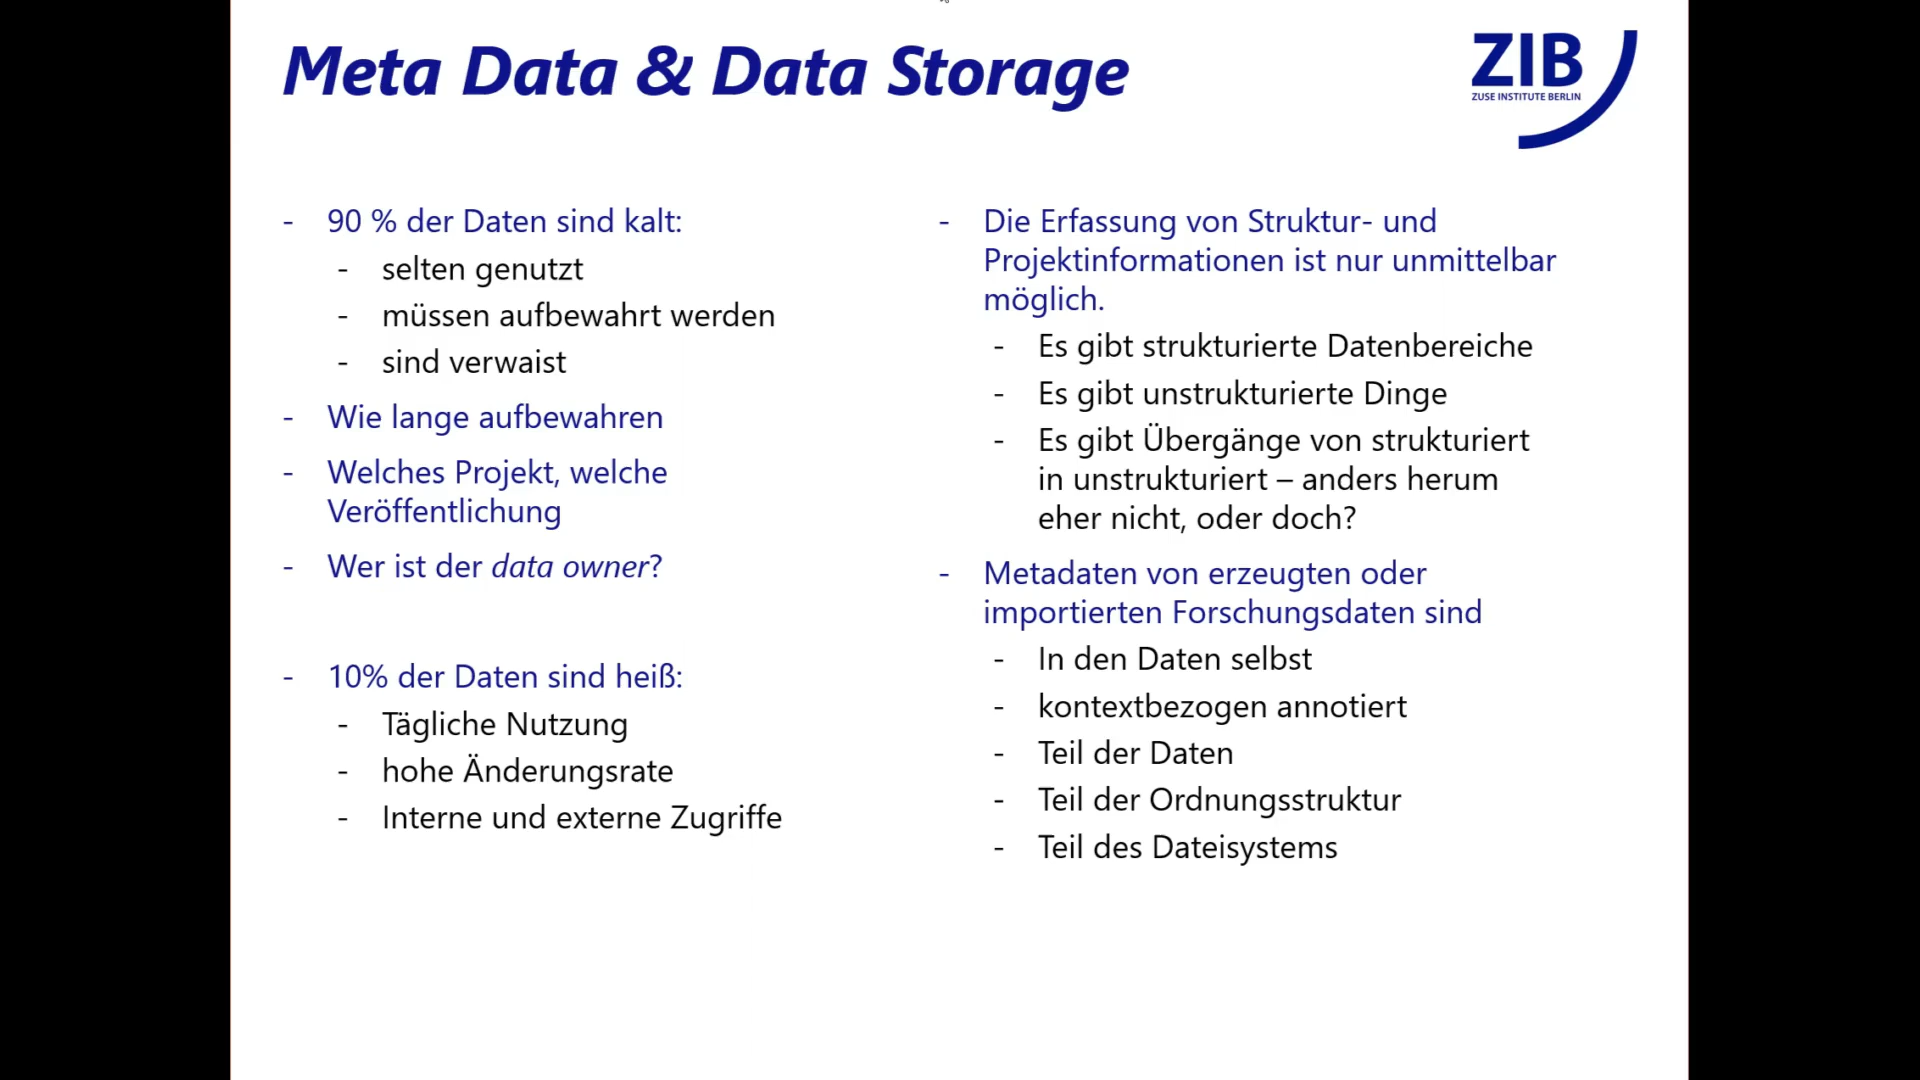 Meta Data & Data Storage
ZIB
ZUSE INSTITUTE BERLIN
- 90 % der Daten sind kalt:
- selten genutzt
- müssen aufbewahrt werden
- sind verwaist
- Wie lange aufbewahren
- Welches Projekt, welche
Veröffentlichung
- Wer ist der data owner?
- 10% der Daten sind heiß:
- Tägliche Nutzung
- hohe Änderungsrate
- Interne und externe Zugriffe
- Die Erfassung von Struktur- und
Projektinformationen ist nur unmittelbar
möglich.
- Es gibt strukturierte Datenbereiche
- Es gibt unstrukturierte Dinge
- Es gibt Übergänge von strukturiert
in unstrukturiert – anders herum
eher nicht, oder doch?
- Metadaten von erzeugten oder
importierten Forschungsdaten sind
- In den Daten selbst
- kontextbezogen annotiert
- Teil der Daten
- Teil der Ordnungsstruktur
- Teil des Dateisystems